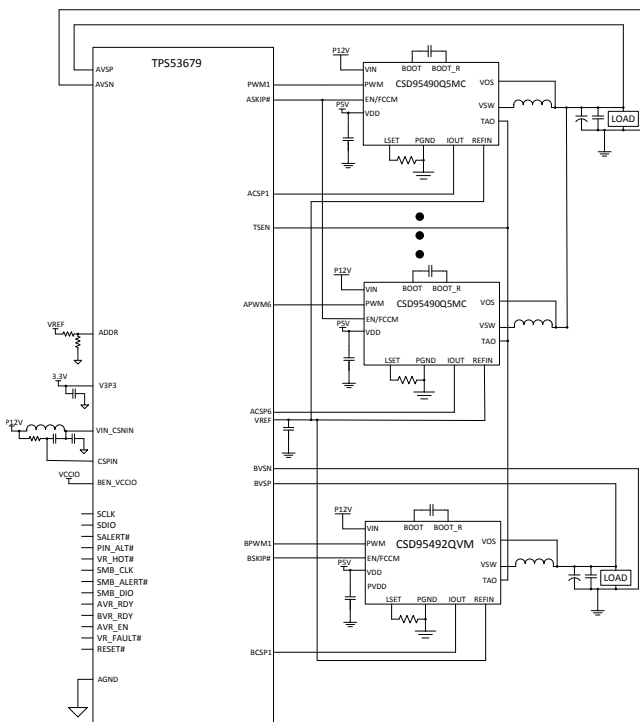 TPS53679
AVSP
AVSN
PWM1
ASKIP#
ACSP1
TSEN
APWM6
ADDR
VREF
V3P3
3.3V
ACSP6
VREF
P12V
VIN_CSNIN
CSPIN
VCCIO
BEN_VCCIO
BVSN
BVSP
SCLK
SDIO
SALERT#
PIN_ALT#
VR_HOT#
SMB_CLK
SMB_ALERT#
SMB_DIO
AVR_RDY
BVR_RDY
AVR_EN
VR_FAULT#
RESET#
AGND
BPWM1
BSKIP#
BCSP1
P12V
VIN
BOOT BOOT_R
CSD95490Q5MC
PWM
EN/FCCM
P5V
VDD
VOS
VSW
TAO
LSET PGND IOUT REFIN
LOAD
P12V
VIN
BOOT BOOT_R
CSD95490Q5MC
PWM
EN/FCCM
P5V
VDD
VOS
VSW
TAO
LSET PGND IOUT REFIN
P12V
VIN
BOOT BOOT_R
CSD95492QVM
PWM
EN/FCCM
P5V
VDD
PVDD
VOS
VSW
TAO
LSET PGND IOUT REFIN
LOAD